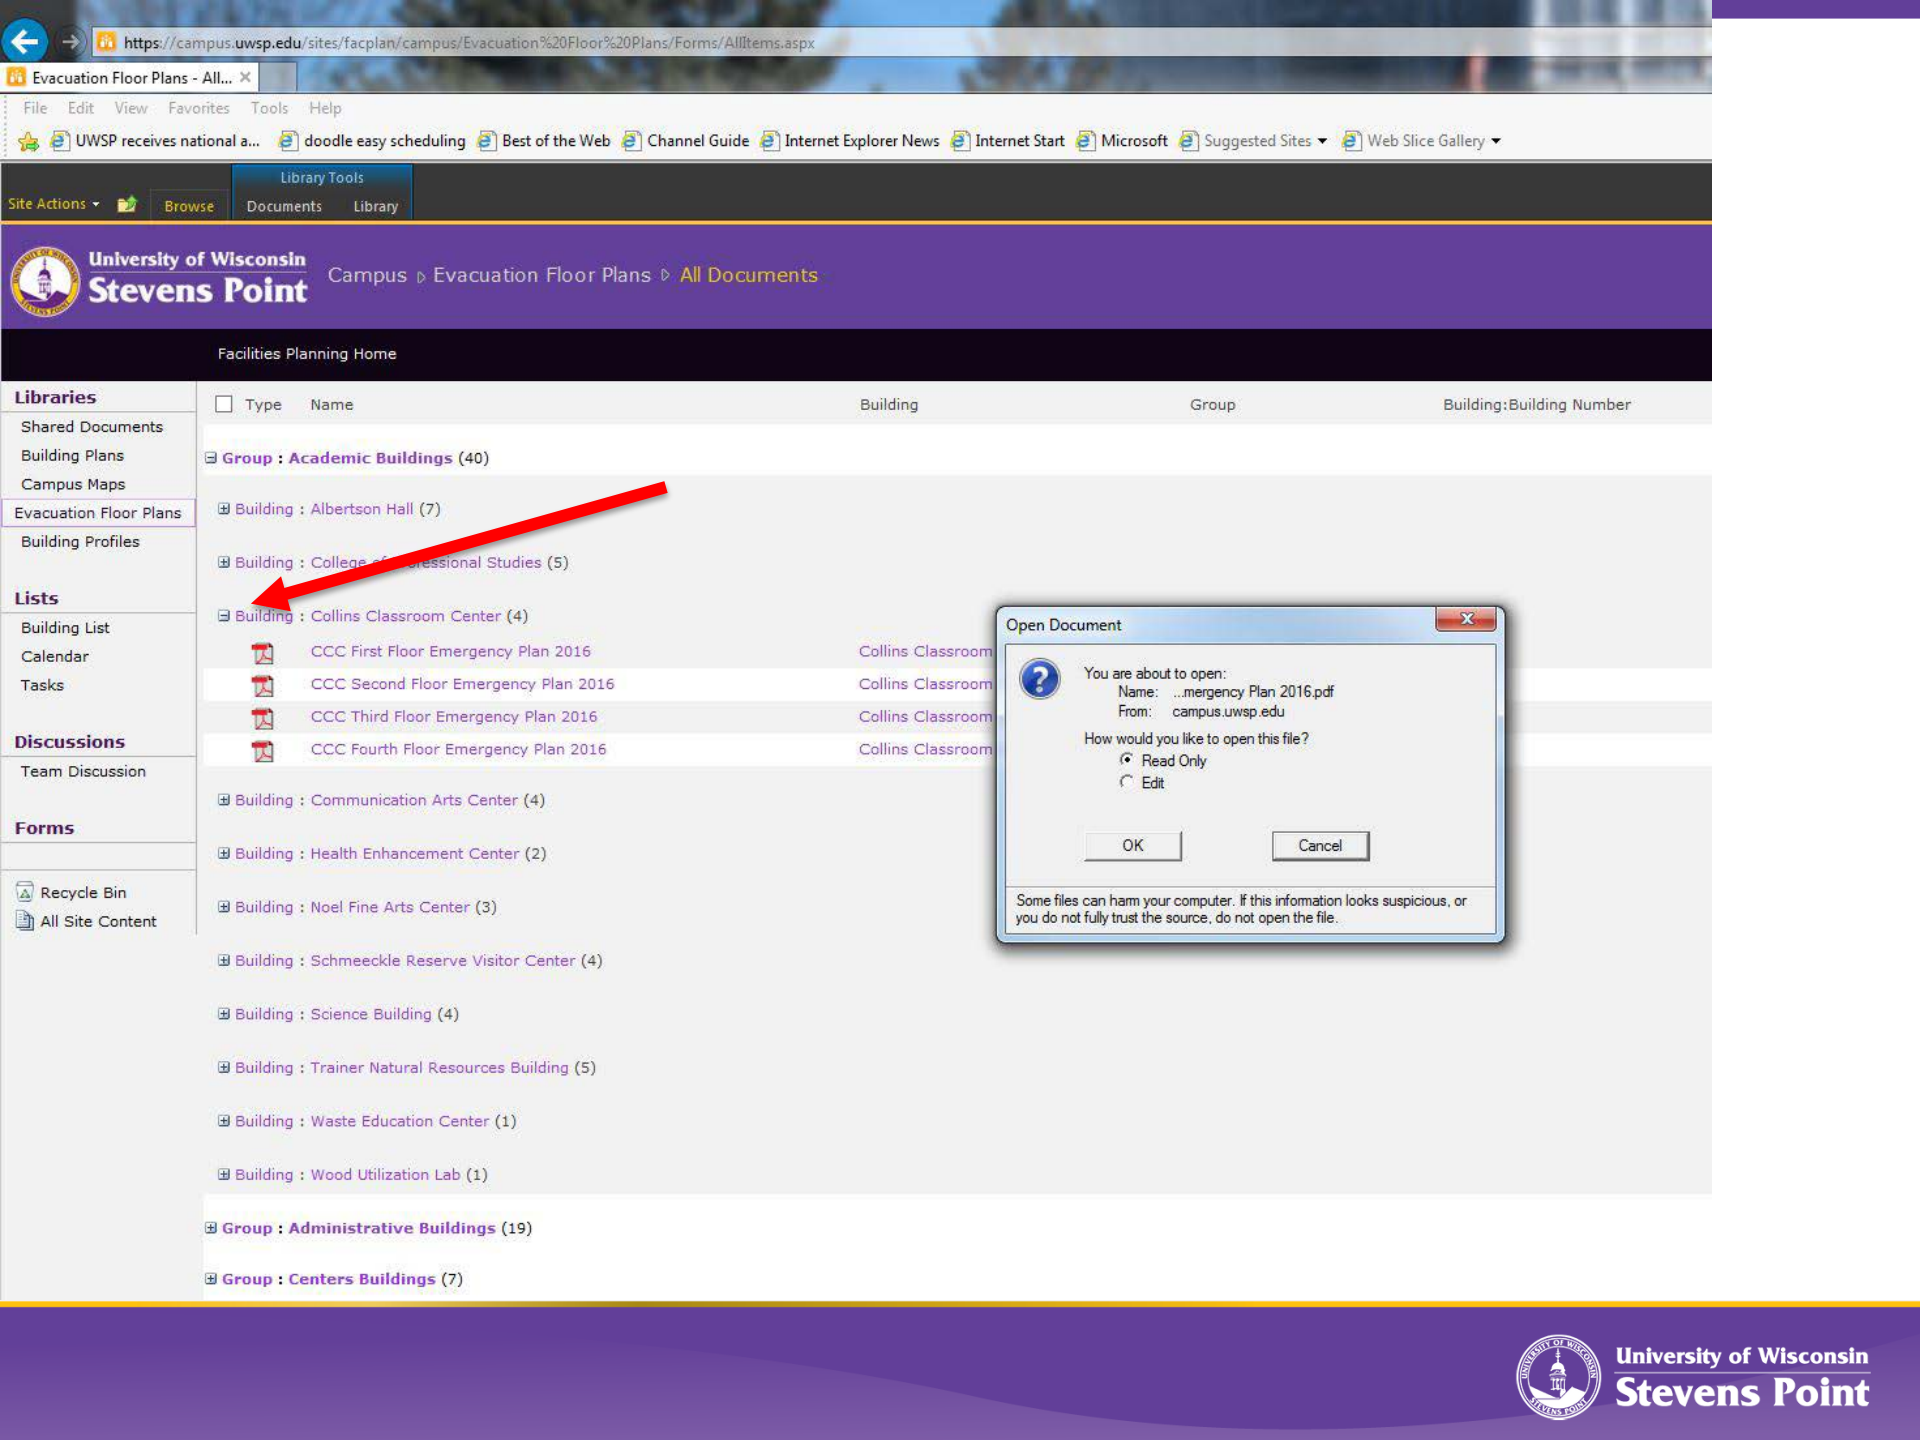 https://campus.uwsp.edu/sites/facplan/campus/Evacuation%20Floor%20Plans/Forms/AllItems.aspx
Evacuation Floor Plans - All...
File Edit View Favorites Tools Help
UWSP receives national a... doodle easy scheduling Best of the Web Channel Guide Internet Explorer News Internet Start Microsoft Suggested Sites Web Slice Gallery
Library Tools
Site Actions Browse Documents Library
University of Wisconsin
Stevens Point
Campus Evacuation Floor Plans All Documents
Facilities Planning Home
Libraries
Shared Documents
Building Plans
Campus Maps
Evacuation Floor Plans
Building Profiles
Lists
Building List
Calendar
Tasks
Discussions
Team Discussion
Forms
Recycle Bin
All Site Content
Type Name Building Group Building:Building Number
Group : Academic Buildings (40)
Building : Albertson Hall (7)
Building : College of Professional Studies (5)
Building : Collins Classroom Center (4)
CCC First Floor Emergency Plan 2016 Collins Classroom
CCC Second Floor Emergency Plan 2016 Collins Classroom
CCC Third Floor Emergency Plan 2016 Collins Classroom
CCC Fourth Floor Emergency Plan 2016 Collins Classroom
Building : Communication Arts Center (4)
Building : Health Enhancement Center (2)
Building : Noel Fine Arts Center (3)
Building : Schmeeckle Reserve Visitor Center (4)
Building : Science Building (4)
Building : Trainer Natural Resources Building (5)
Building : Waste Education Center (1)
Building : Wood Utilization Lab (1)
Group : Administrative Buildings (19)
Group : Centers Buildings (7)
Open Document
You are about to open:
Name: ...mergency Plan 2016.pdf
From: campus.uwsp.edu
How would you like to open this file?
Read Only
Edit
OK Cancel
Some files can harm your computer. If this information looks suspicious, or
you do not fully trust the source, do not open the file.
University of Wisconsin
Stevens Point